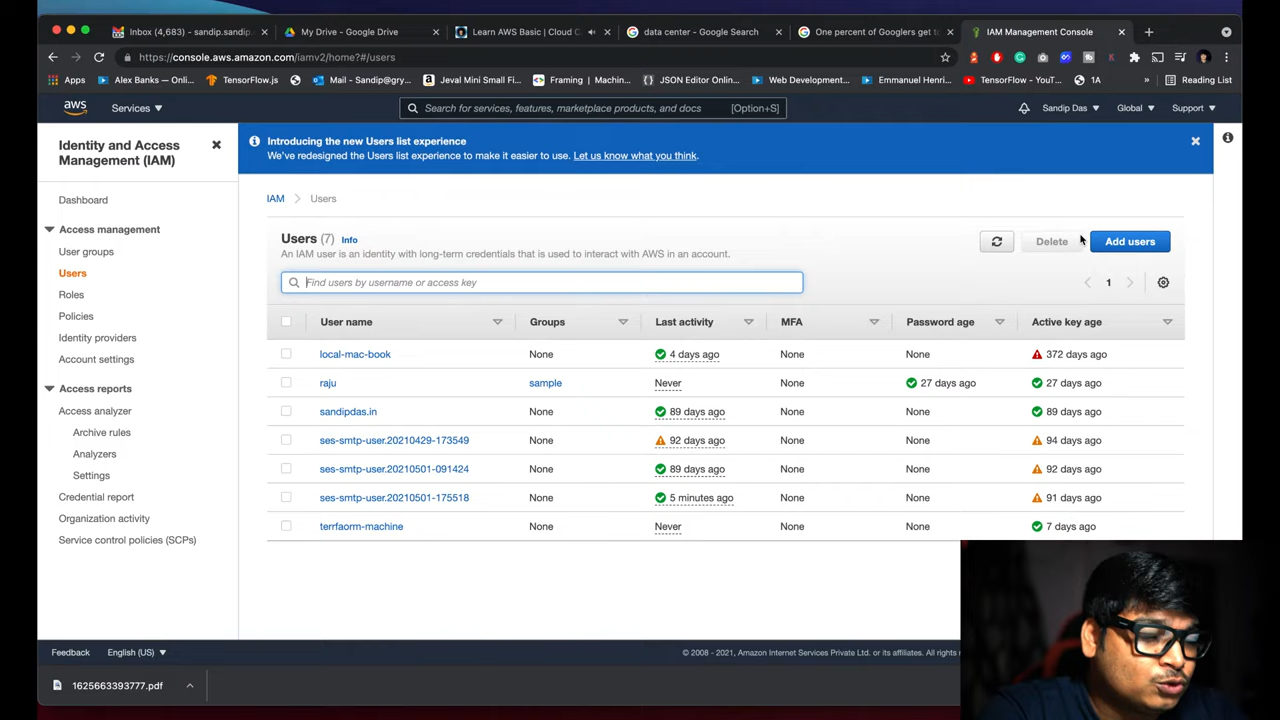 Inbox (4,683) - sandip.sandip.
My Drive - Google Drive
Learn AWS Basic | Cloud C
data center - Google Search
One percent of Googlers get to
IAM Management Console
https://console.aws.amazon.com/iamv2/home?#/users
Apps
Alex Banks — Onli...
TensorFlow.js
Mail - Sandip@gry...
Jeval Mini Small Fi...
Framing | Machin...
JSON Editor Onlin...
Web Development...
Emmanuel Henri...
TensorFlow - YouT...
1A
Reading List
aws
Services
Search for services, features, marketplace products, and docs
[Option+S]
Sandip Das
Global
Support
Identity and Access
Management (IAM)
Dashboard
Access management
User groups
Users
Roles
Policies
Identity providers
Account settings
Access reports
Access analyzer
Archive rules
Analyzers
Settings
Credential report
Organization activity
Service control policies (SCPs)
Introducing the new Users list experience
We've redesigned the Users list experience to make it easier to use. Let us know what you think.
IAM > Users
Users (7) Info
An IAM user is an identity with long-term credentials that is used to interact with AWS in an account.
Delete
Add users
Find users by username or access key
1
User name Groups Last activity MFA Password age Active key age
local-mac-book None 4 days ago None None 372 days ago
raju sample Never None 27 days ago 27 days ago
sandipdas.in None 89 days ago None None 89 days ago
ses-smtp-user.20210429-173549 None 92 days ago None None 94 days ago
ses-smtp-user.20210501-091424 None 89 days ago None None 92 days ago
ses-smtp-user.20210501-175518 None 5 minutes ago None None 91 days ago
terrfaorm-machine None Never None None 7 days ago
Feedback
English (US)
© 2008 - 2021, Amazon Internet Services Private Ltd. or its affiliates. All righ
1625663393777.pdf